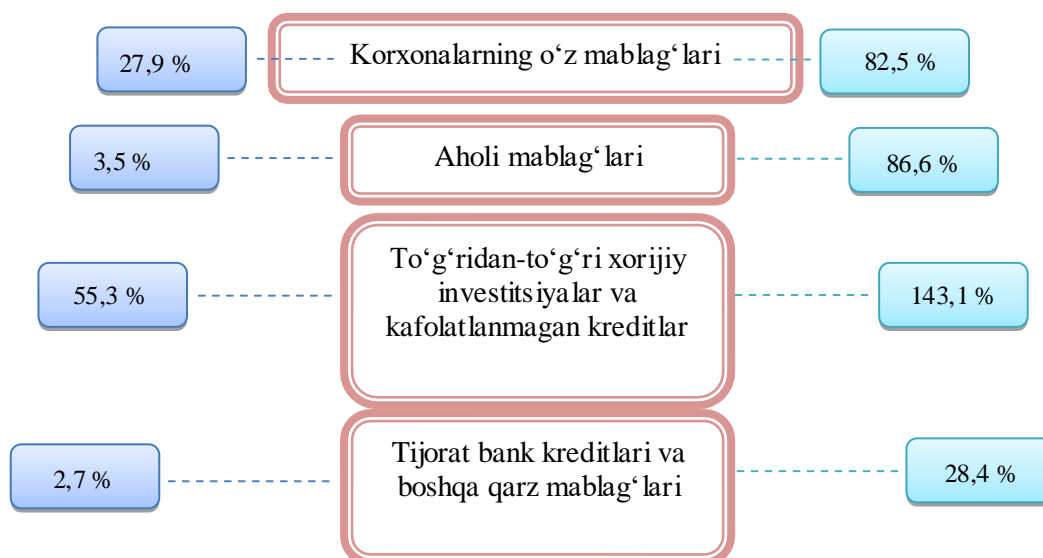 27,9 %
Korxonalarning o‘z mablag‘lari
82,5 %
3,5 %
Aholi mablag‘lari
86,6 %
To‘g‘ridan-to‘g‘ri xorijiy
investitsiyalar va
kafolatlanmagan kreditlar
55,3 %
143,1 %
Tijorat bank kreditlari va
boshqa qarz mablag‘lari
2,7 %
28,4 %